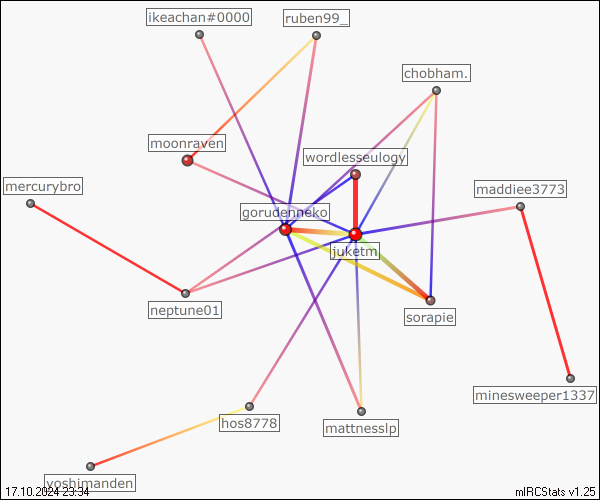 ikeachan#0000
ruben99_
chobham.
moonraven
wordlesseulogy
mercurybro
maddiee3773
gorudenneko
juketm
neptune01
sorapie
minesweeper1337
hos8778
mattnesslp
yoshimanden
17.10.2024 23:34
mIRCStats v1.25